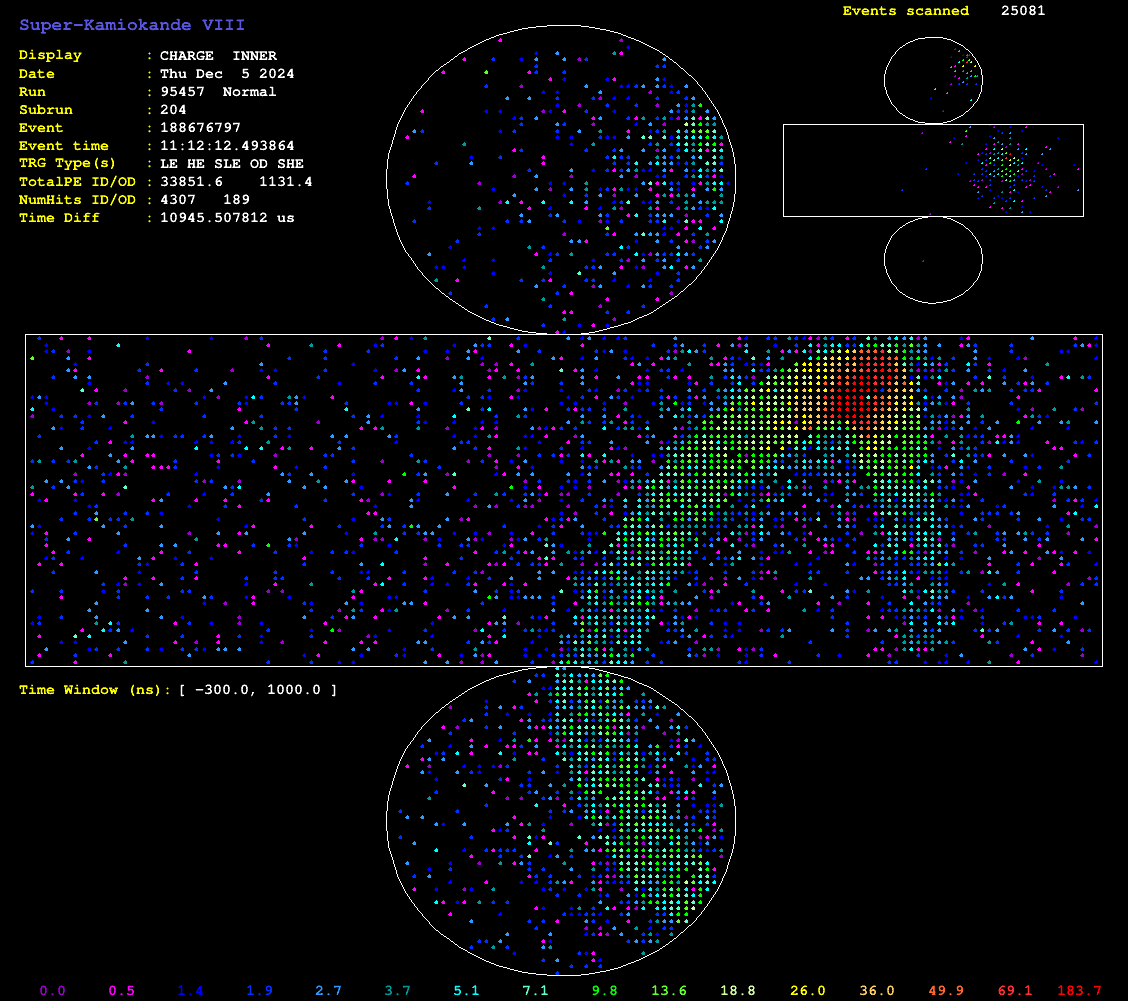 Super-Kamiokande VIII
Events scanned 25081
Display : CHARGE INNER
Date : Thu Dec 5 2024
Run : 95457 Normal
Subrun : 204
Event : 188676797
Event time : 11:12:12.493864
TRG Type(s) : LE HE SLE OD SHE
TotalPE ID/OD : 33851.6 1131.4
NumHits ID/OD : 4307 189
Time Diff : 10945.507812 us
Time Window (ns): [ -300.0, 1000.0 ]
0.0 0.5 1.4 1.9 2.7 3.7 5.1 7.1 9.8 13.6 18.8 26.0 36.0 49.9 69.1 183.7